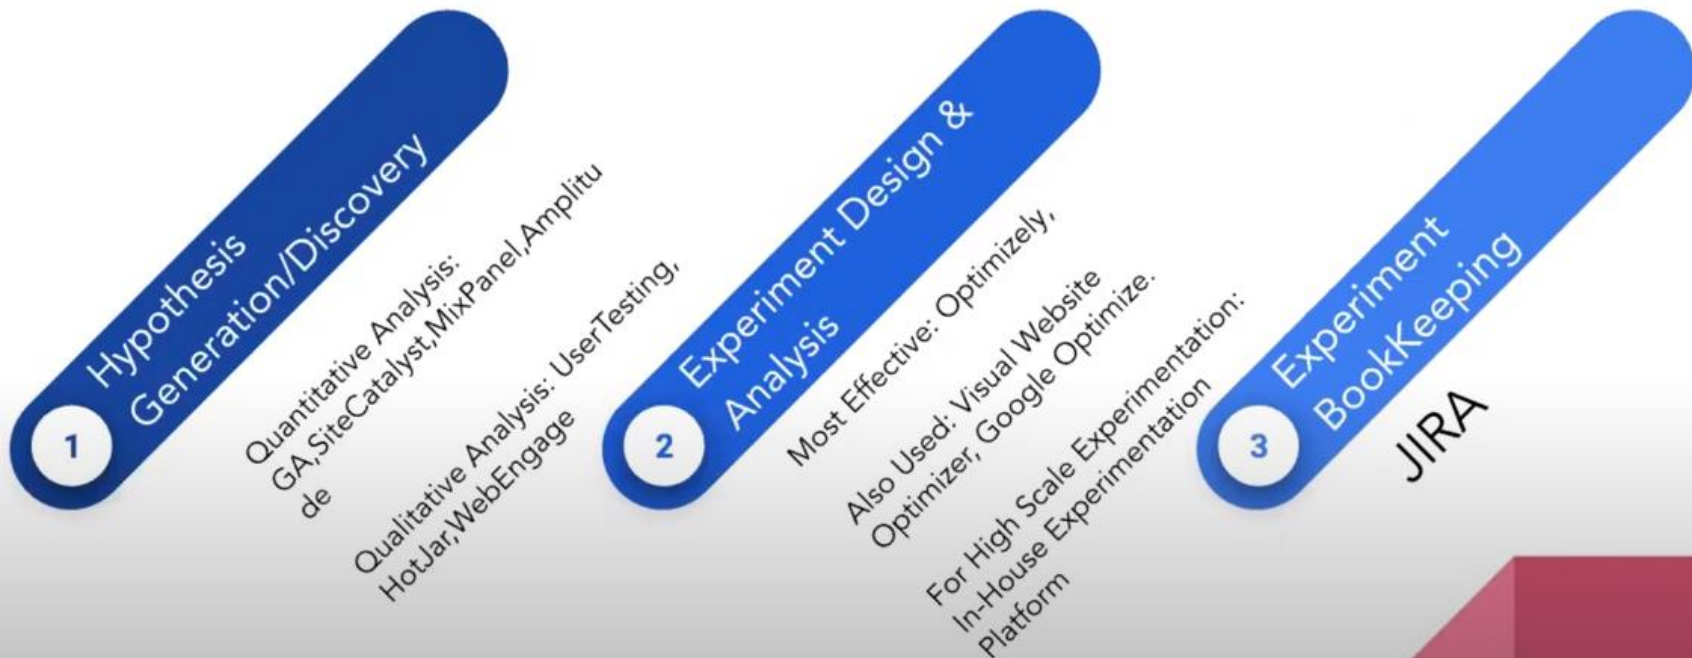 1
Hypothesis
Generation/Discovery
Quantitative Analysis:
GA,SiteCatalyst,MixPanel,Amplitu
de
Qualitative Analysis: UserTesting,
HotJar,WebEngage
2
Experiment Design &
Analysis
Most Effective: Optimizely,
Also Used: Visual Website
Optimizer, Google Optimize.
For High Scale Experimentation:
In-House Experimentation
Platform
3
Experiment
BookKeeping
JIRA